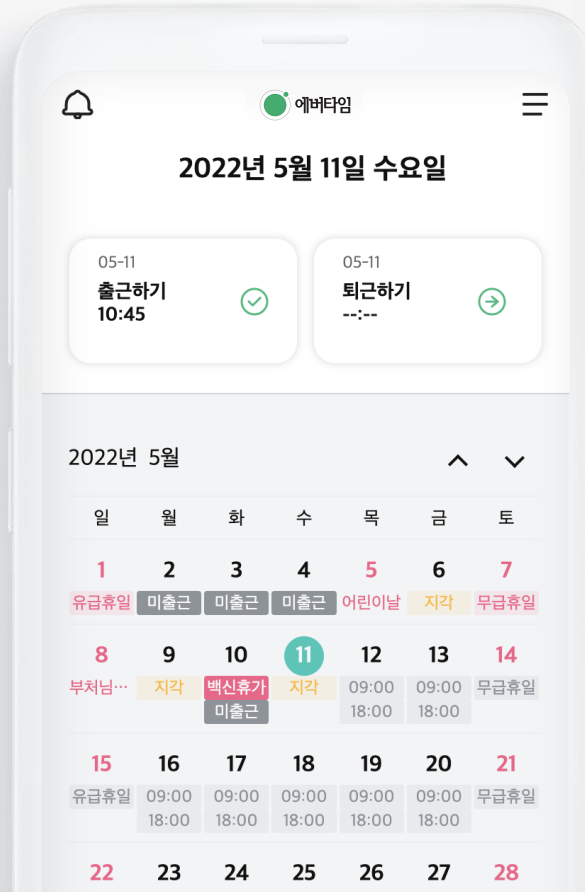 에버타임
2022년 5월 11일 수요일
05-11 05-11
출근하기 퇴근하기
10:45 --:--
2022년 5월
일 월 화 수 목 금 토
1 2 3 4 5 6 7
유급휴일 미출근 미출근 미출근 어린이날 지각 무급휴일
8 9 10 11 12 13 14
부처님… 지각 백신휴가 지각 09:00 09:00 무급휴일
미출근 18:00 18:00
15 16 17 18 19 20 21
유급휴일 09:00 09:00 09:00 09:00 09:00 무급휴일
18:00 18:00 18:00 18:00 18:00
22 23 24 25 26 27 28